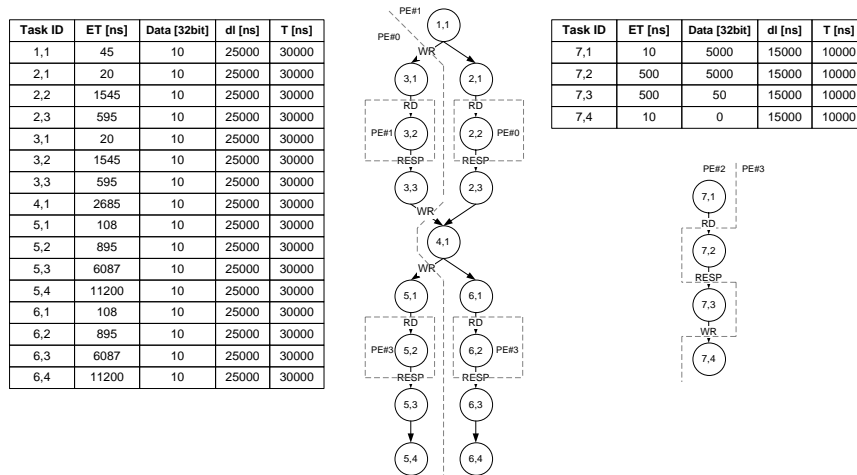 Task ID ET [ns] Data [32bit] dl [ns] T [ns]
1,1 45 10 25000 30000
2,1 20 10 25000 30000
2,2 1545 10 25000 30000
2,3 595 10 25000 30000
3,1 20 10 25000 30000
3,2 1545 10 25000 30000
3,3 595 10 25000 30000
4,1 2685 10 25000 30000
5,1 108 10 25000 30000
5,2 895 10 25000 30000
5,3 6087 10 25000 30000
5,4 11200 10 25000 30000
6,1 108 10 25000 30000
6,2 895 10 25000 30000
6,3 6087 10 25000 30000
6,4 11200 10 25000 30000
PE#1
PE#0
1,1
WR
3,1 2,1
RD RD
PE#1 3,2 2,2 PE#0
RESP RESP
3,3 2,3
WR
4,1
WR
5,1 6,1
RD RD
PE#3 5,2 6,2 PE#3
RESP RESP
5,3 6,3
5,4 6,4
Task ID ET [ns] Data [32bit] dl [ns] T [ns]
7,1 10 5000 15000 10000
7,2 500 5000 15000 10000
7,3 500 50 15000 10000
7,4 10 0 15000 10000
PE#2 PE#3
7,1
RD
7,2
RESP
7,3
WR
7,4